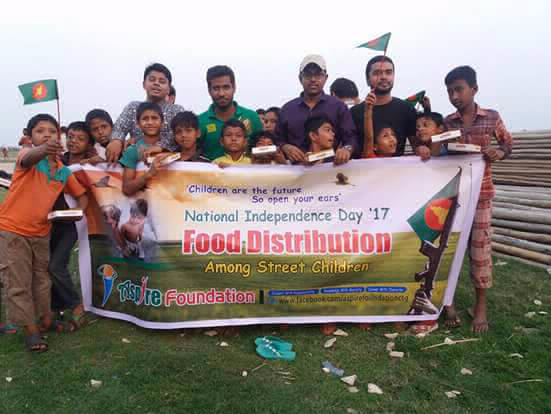 'Children are the future....
So open your ears'
National Independence Day '17
Food Distribution
Among Street Children
Aspire Foundation
www.facebook.com/aspirefoundationctg